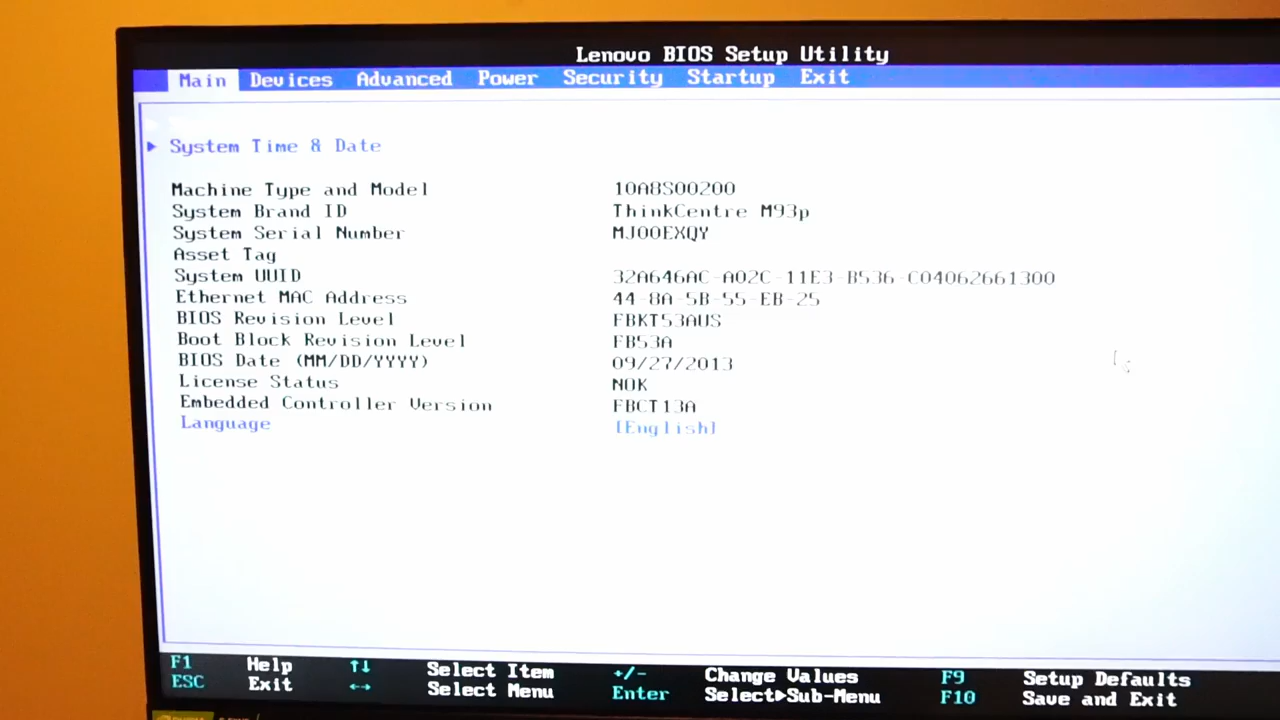 Lenovo BIOS Setup Utility
Main Devices Advanced Power Security Startup Exit
System Time & Date
Machine Type and Model 10A8S00200
System Brand ID ThinkCentre M93p
System Serial Number MJ00EXQY
Asset Tag
System UUID 32A646AC-A02C-11E3-B536-C04062661300
Ethernet MAC Address 44-8A-5B-55-EB-25
BIOS Revision Level FBKT53AUS
Boot Block Revision Level FB53A
BIOS Date (MM/DD/YYYY) 09/27/2013
License Status NOK
Embedded Controller Version FBCT13A
Language [English]
F1 Help ↑↓ Select Item +/- Change Values F9 Setup Defaults
ESC Exit ←→ Select Menu Enter Select▶Sub-Menu F10 Save and Exit